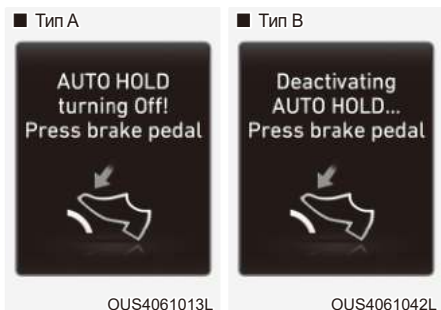 ■ Тип A
AUTO HOLD
turning Off!
Press brake pedal
OUS4061013L
■ Тип B
Deactivating
AUTO HOLD...
Press brake pedal
OUS4061042L